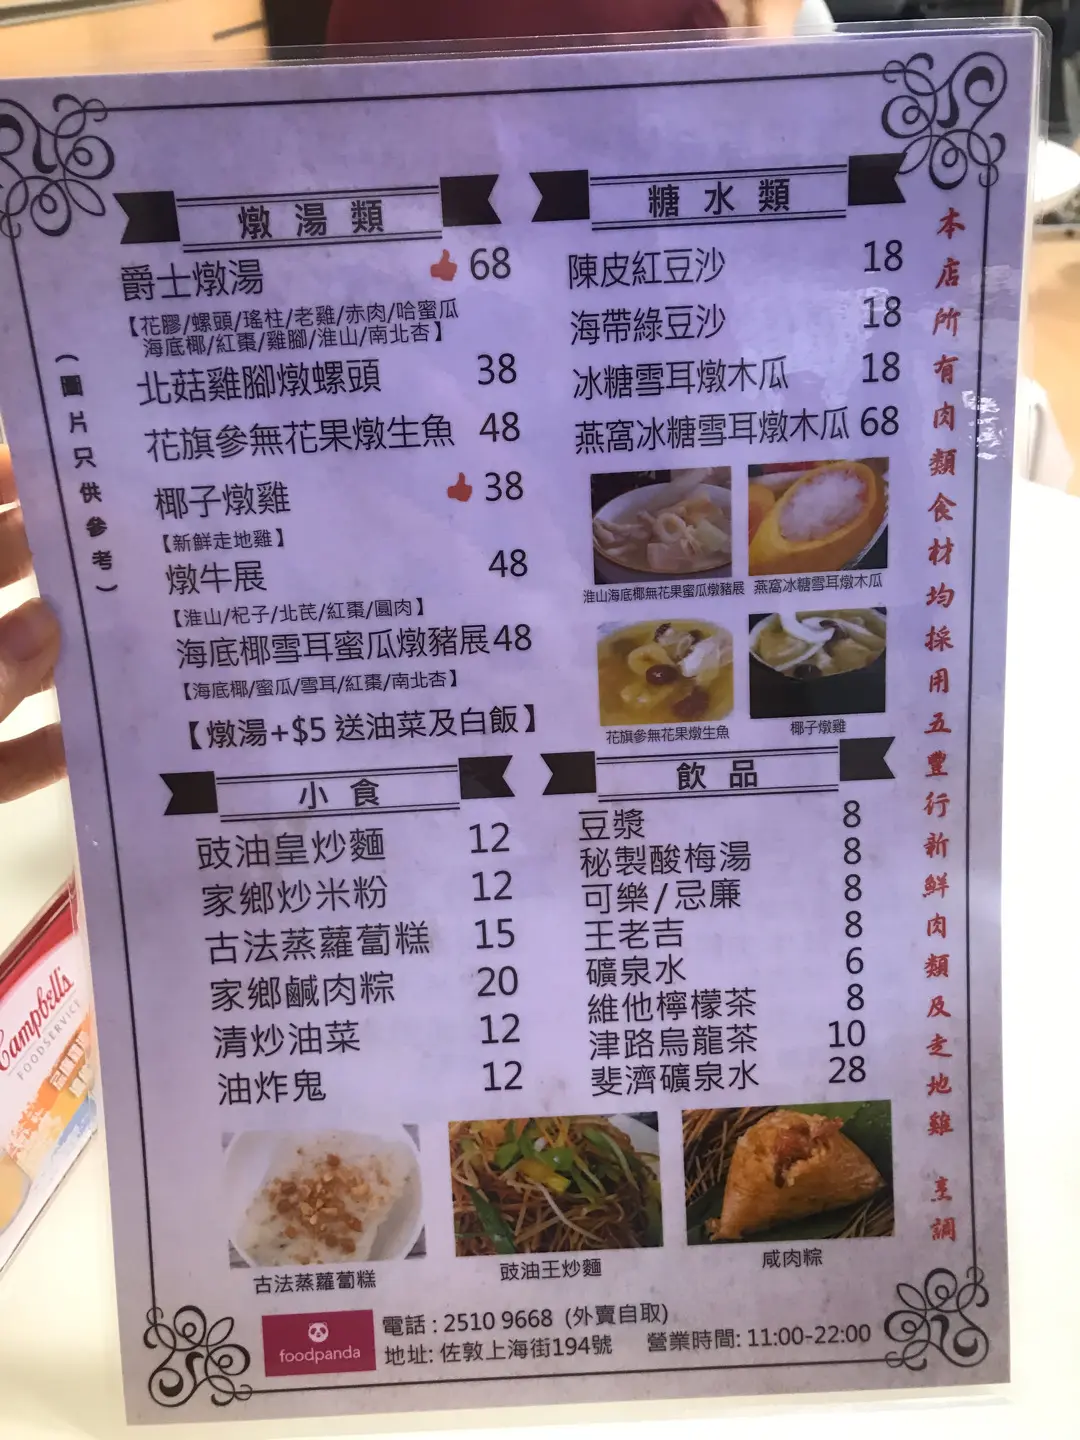 燉湯類
爵士燉湯 68
【花膠/螺頭/瑤柱/老雞/赤肉/哈蜜瓜
海底椰/紅棗/雞腳/淮山/南北杏】
北菇雞腳燉螺頭 38
花旗參無花果燉生魚 48
椰子燉雞 38
【新鮮走地雞】
燉牛展 48
【淮山/杞子/北芪/紅棗/圓肉】
海底椰雪耳蜜瓜燉豬展 48
【海底椰/蜜瓜/雪耳/紅棗/南北杏】
【燉湯+$5 送油菜及白飯】
(圖片只供參考)
糖水類
陳皮紅豆沙 18
海帶綠豆沙 18
冰糖雪耳燉木瓜 18
燕窩冰糖雪耳燉木瓜 68
淮山海底椰無花果蜜瓜燉豬展
燕窩冰糖雪耳燉木瓜
花旗參無花果燉生魚
椰子燉雞
小食
豉油皇炒麵 12
家鄉炒米粉 12
古法蒸蘿蔔糕 15
家鄉鹹肉粽 20
清炒油菜 12
油炸鬼 12
飲品
豆漿 8
秘製酸梅湯 8
可樂/忌廉 8
王老吉 8
礦泉水 6
維他檸檬茶 8
津路烏龍茶 10
斐濟礦泉水 28
古法蒸蘿蔔糕
豉油王炒麵
咸肉粽
本店所有肉類食材均採用五豐行新鮮肉類及走地雞 烹調
foodpanda
電話 : 2510 9668 (外賣自取)
地址: 佐敦上海街194號 營業時間: 11:00-22:00
Campbell's
FOODSERVICE